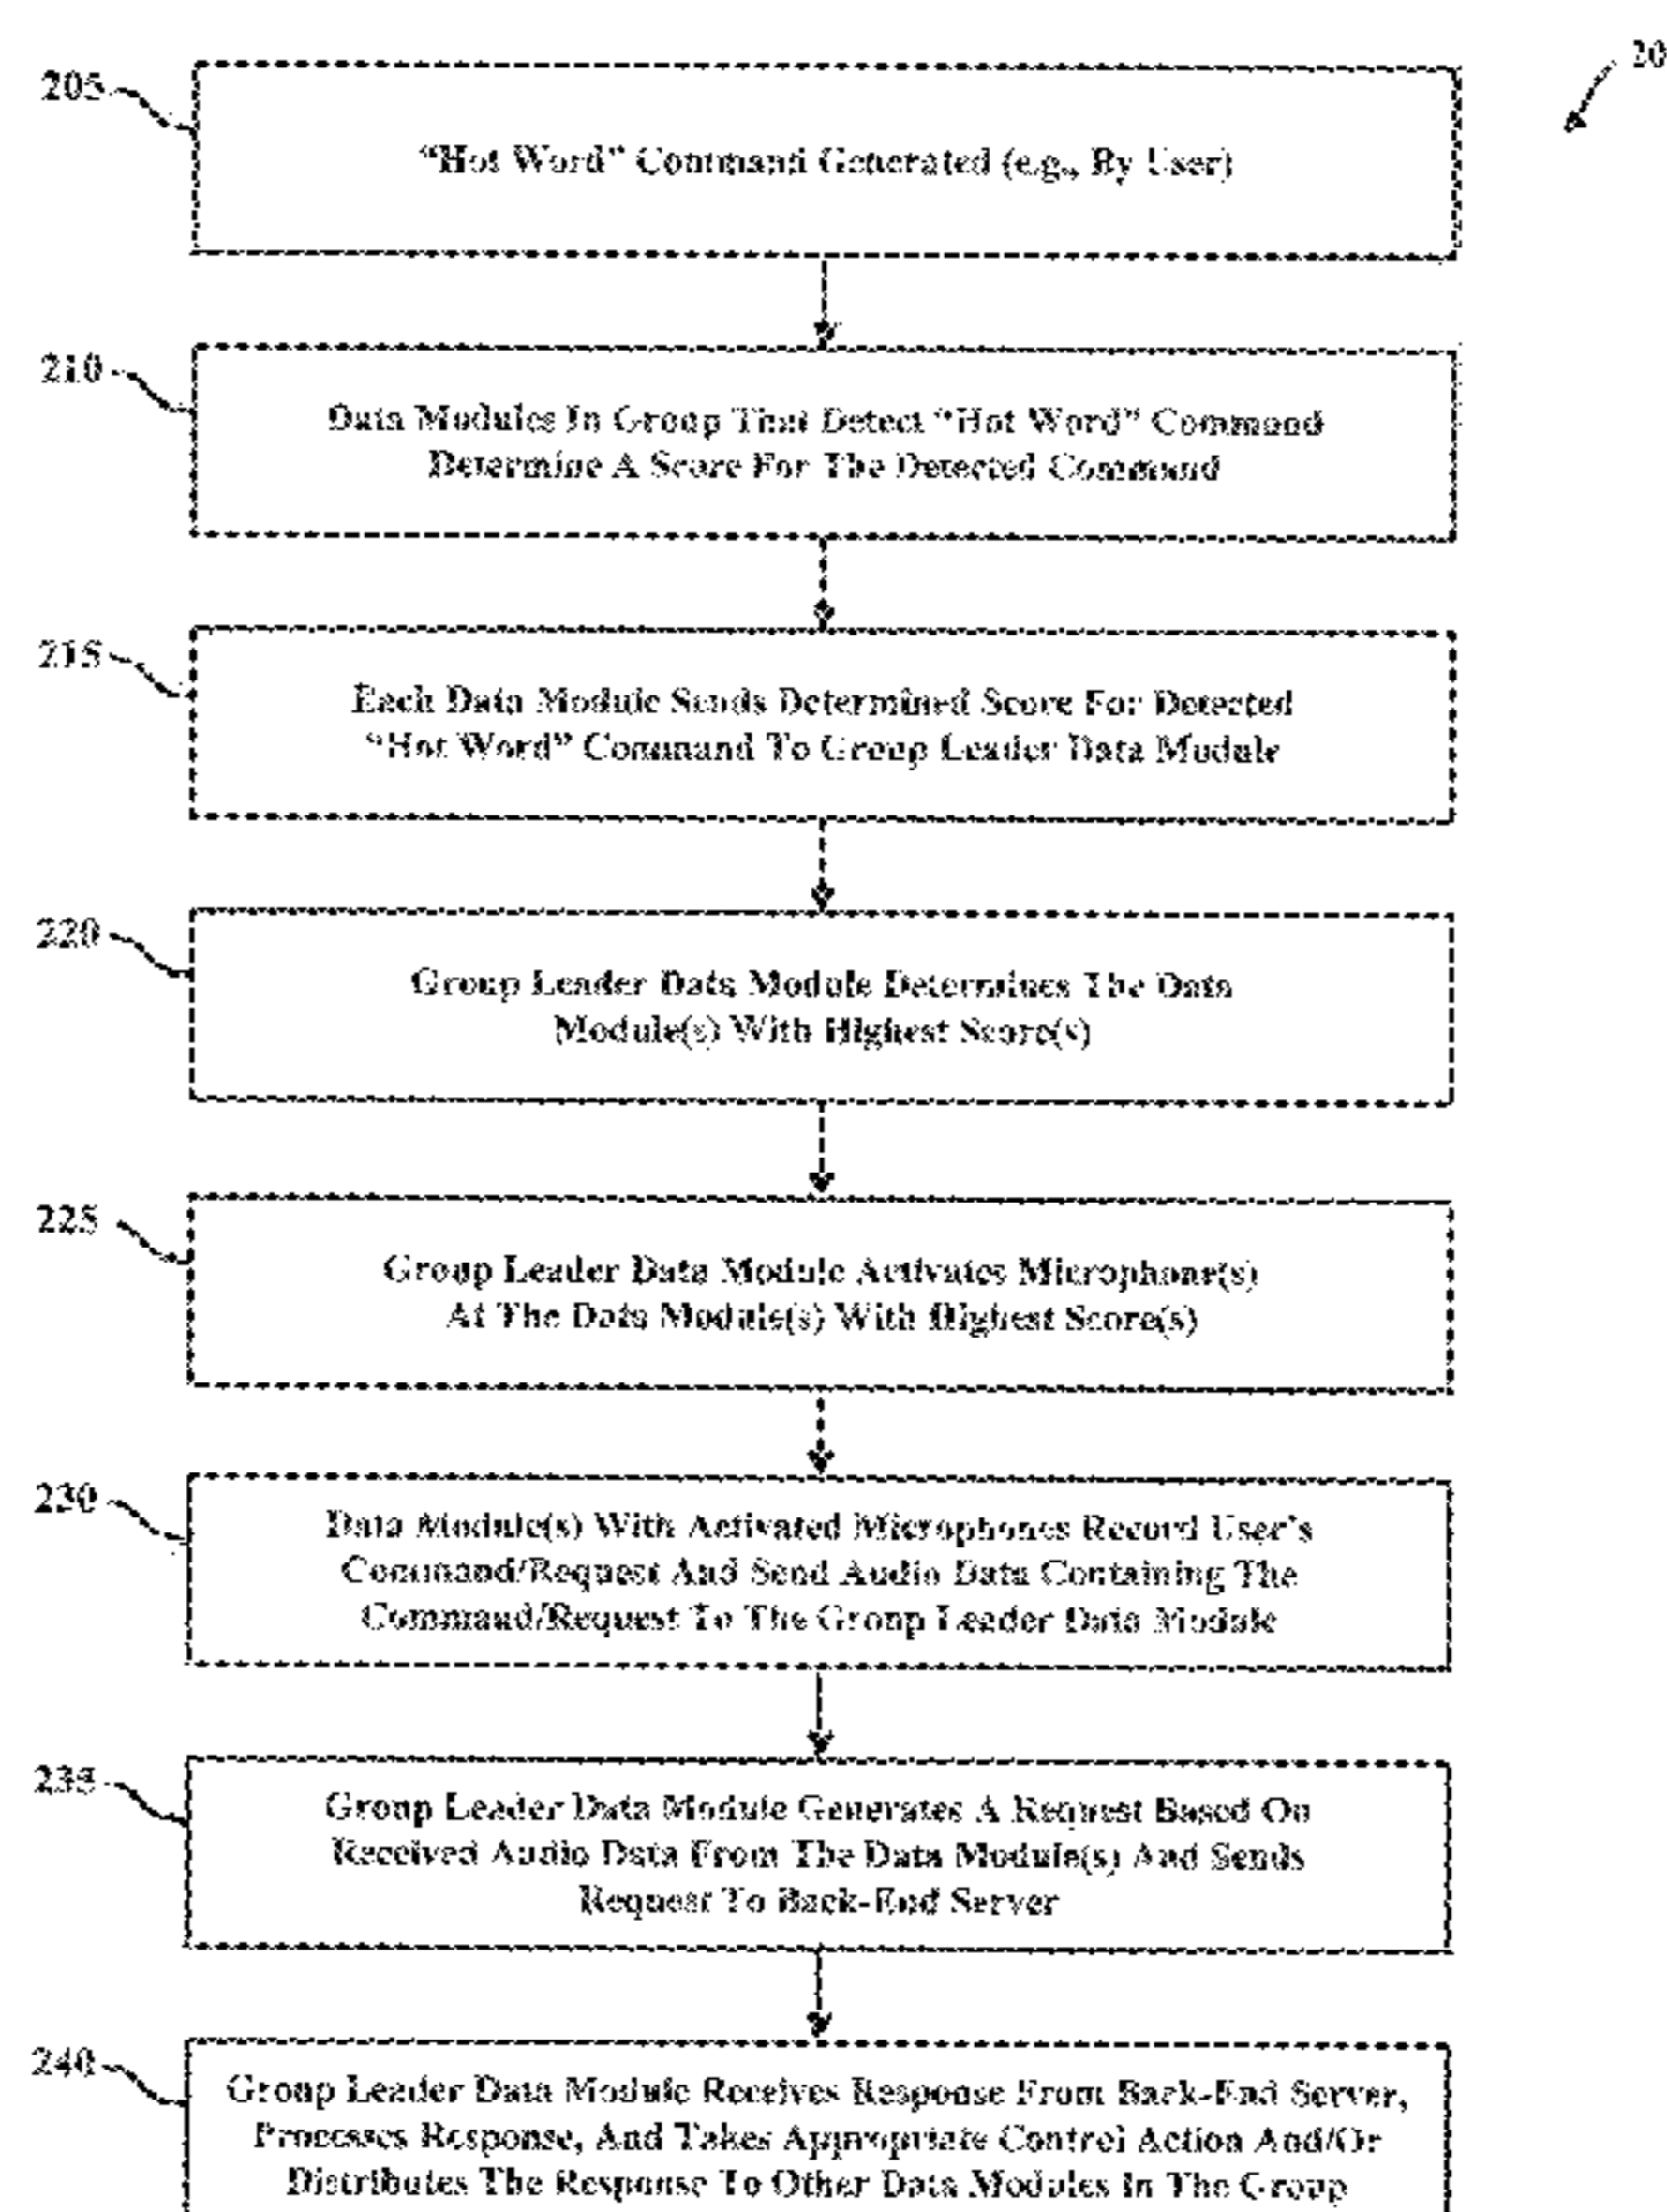 20
205
“Hot Word” Command Generated (e.g., By User)
210
Data Modules In Group That Detect “Hot Word” Command
Determine A Score For The Detected Command
215
Each Data Module Sends Determined Score For Detected
“Hot Word” Command To Group Leader Data Module
220
Group Leader Data Module Determines The Data
Module(s) With Highest Score(s)
225
Group Leader Data Module Activates Microphone(s)
At The Data Module(s) With Highest Score(s)
230
Data Module(s) With Activated Microphones Record User’s
Command/Request And Send Audio Data Containing The
Command/Request To The Group Leader Data Module
235
Group Leader Data Module Generates A Request Based On
Received Audio Data From The Data Module(s) And Sends
Request To Back-End Server
240
Group Leader Data Module Receives Response From Back-End Server,
Processes Response, And Takes Appropriate Control Action And/Or
Distributes The Response To Other Data Modules In The Group